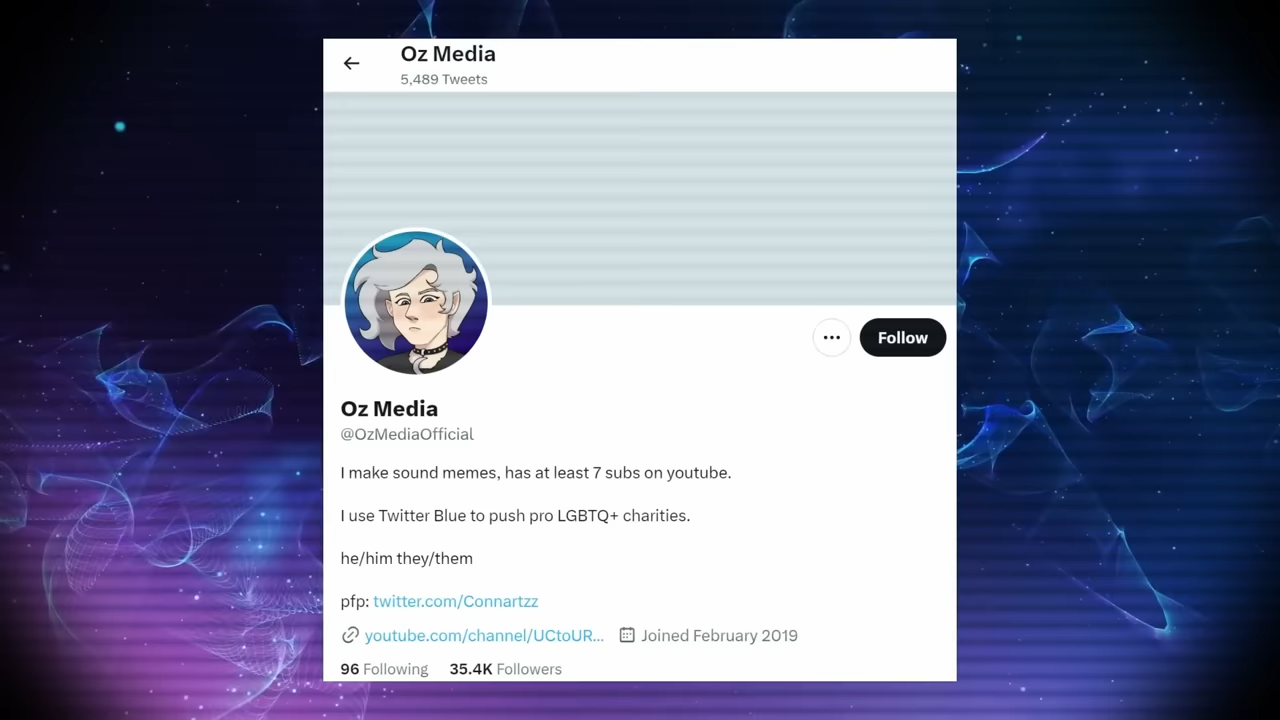 Oz Media
5,489 Tweets
Follow
Oz Media
@OzMediaOfficial
I make sound memes, has at least 7 subs on youtube.
I use Twitter Blue to push pro LGBTQ+ charities.
he/him they/them
pfp: twitter.com/Connartzz
youtube.com/channel/UCtoUR... Joined February 2019
96 Following 35.4K Followers